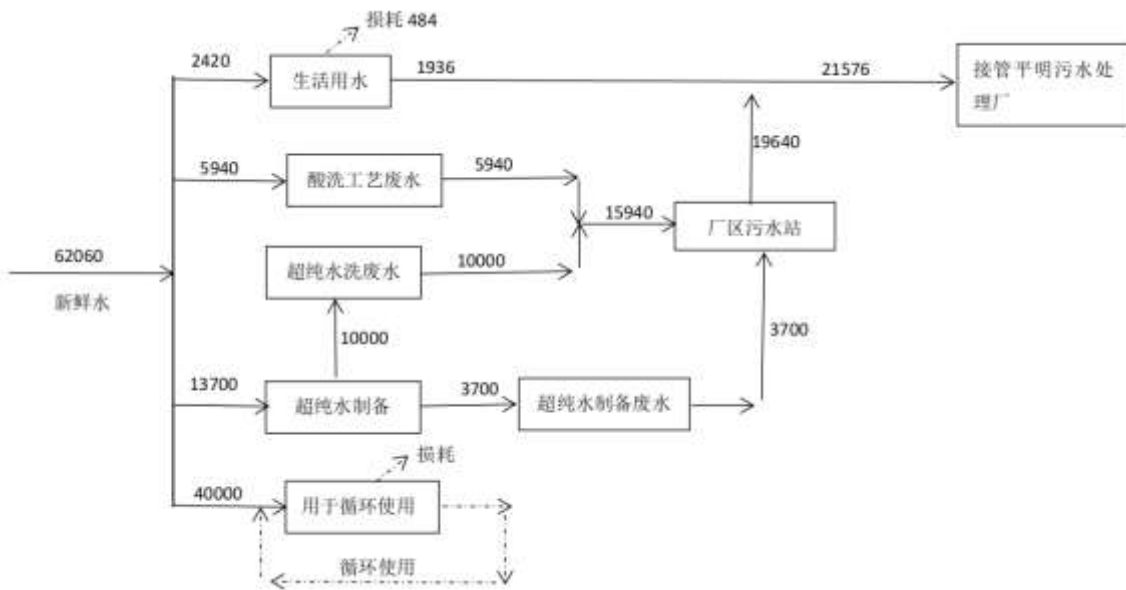 损耗 484
2420
生活用水
1936
21576
接管平明污水处
理厂
19640
5940
酸洗工艺废水
5940
15940
厂区污水站
62060
新鲜水
超纯水洗废水
10000
10000
3700
13700
超纯水制备
3700
超纯水制备废水
损耗
40000
用于循环使用
循环使用